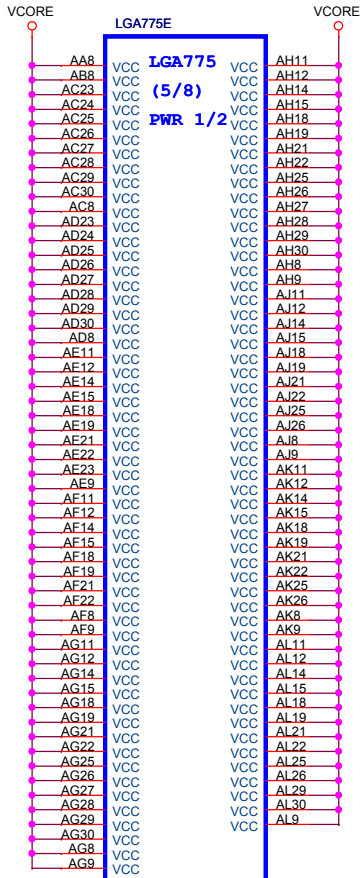 VCORE LGA775E VCORE
AA8 VCC LGA775 VCC AH11
AB8 VCC VCC AH12
AC23 VCC (5/8) VCC AH14
AC24 VCC VCC AH15
AC25 VCC PWR 1/2 VCC AH18
AC26 VCC VCC AH19
AC27 VCC VCC AH21
AC28 VCC VCC AH22
AC29 VCC VCC AH25
AC30 VCC VCC AH26
AC8 VCC VCC AH27
AD23 VCC VCC AH28
AD24 VCC VCC AH29
AD25 VCC VCC AH30
AD26 VCC VCC AH8
AD27 VCC VCC AH9
AD28 VCC VCC AJ11
AD29 VCC VCC AJ12
AD30 VCC VCC AJ14
AD8 VCC VCC AJ15
AE11 VCC VCC AJ18
AE12 VCC VCC AJ19
AE14 VCC VCC AJ21
AE15 VCC VCC AJ22
AE18 VCC VCC AJ25
AE19 VCC VCC AJ26
AE21 VCC VCC AJ8
AE22 VCC VCC AJ9
AE23 VCC VCC AK11
AE9 VCC VCC AK12
AF11 VCC VCC AK14
AF12 VCC VCC AK15
AF14 VCC VCC AK18
AF15 VCC VCC AK19
AF18 VCC VCC AK21
AF19 VCC VCC AK22
AF21 VCC VCC AK25
AF22 VCC VCC AK26
AF8 VCC VCC AK8
AF9 VCC VCC AK9
AG11 VCC VCC AL11
AG12 VCC VCC AL12
AG14 VCC VCC AL14
AG15 VCC VCC AL15
AG18 VCC VCC AL18
AG19 VCC VCC AL19
AG21 VCC VCC AL21
AG22 VCC VCC AL22
AG25 VCC VCC AL25
AG26 VCC VCC AL26
AG27 VCC VCC AL29
AG28 VCC VCC AL30
AG29 VCC VCC AL9
AG30 VCC
AG8 VCC
AG9 VCC